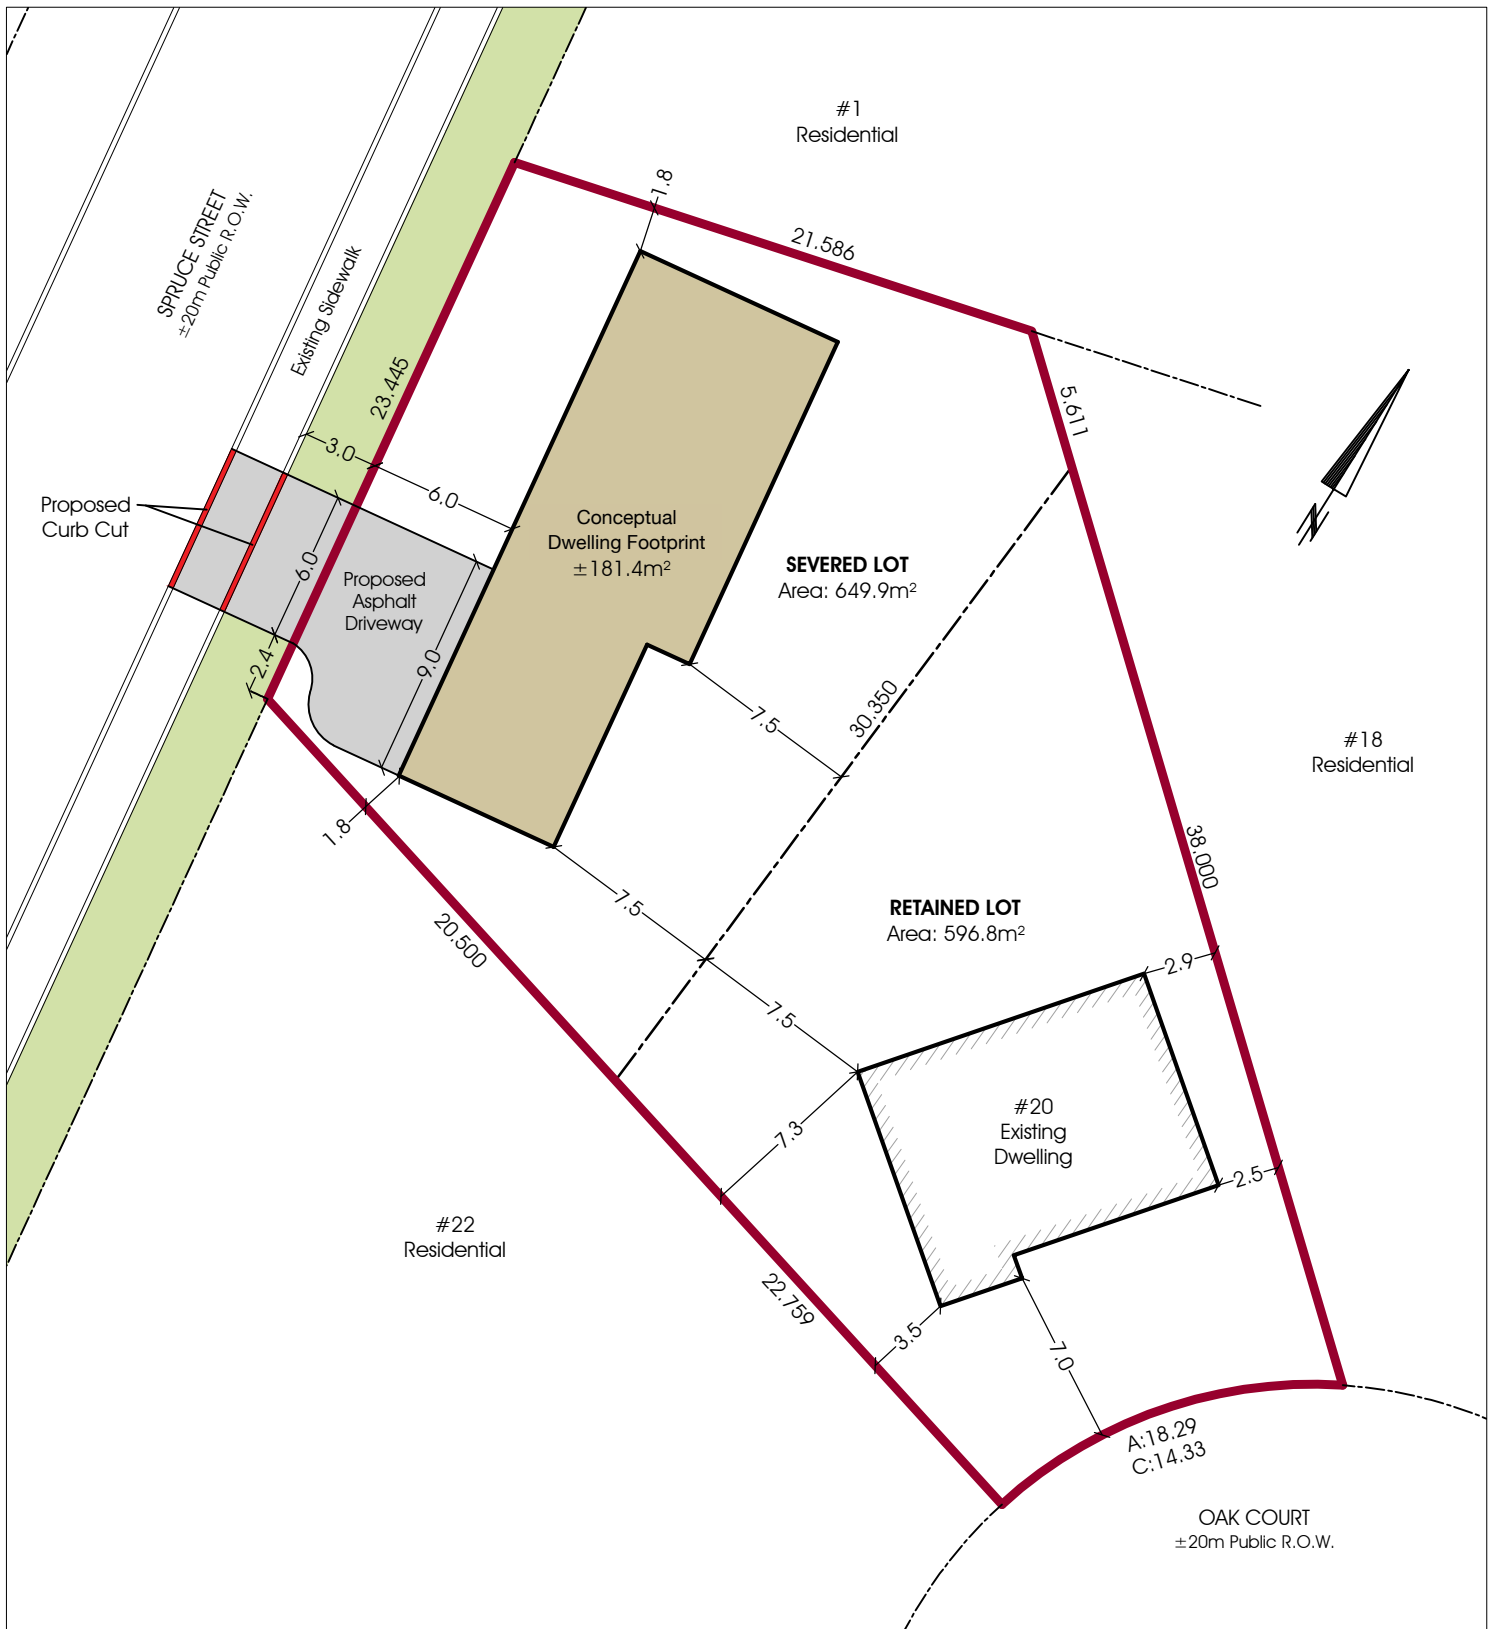 #1
Residential
1.8
21.586
SPRUCE STREET
±20m Public R.O.W.
Existing Sidewalk
23.445
5.611
3.0
6.0
Proposed
Curb Cut
Conceptual
Dwelling Footprint
±181.4m²
SEVERED LOT
Area: 649.9m²
6.0
Proposed
Asphalt
Driveway
9.0
2.4
7.5
30.350
#18
Residential
1.8
38.000
7.5
20.500
RETAINED LOT
Area: 596.8m²
2.9
7.5
7.3
#20
Existing
Dwelling
2.5
#22
Residential
22.759
3.5
7.0
A:18.29
C:14.33
OAK COURT
±20m Public R.O.W.
N